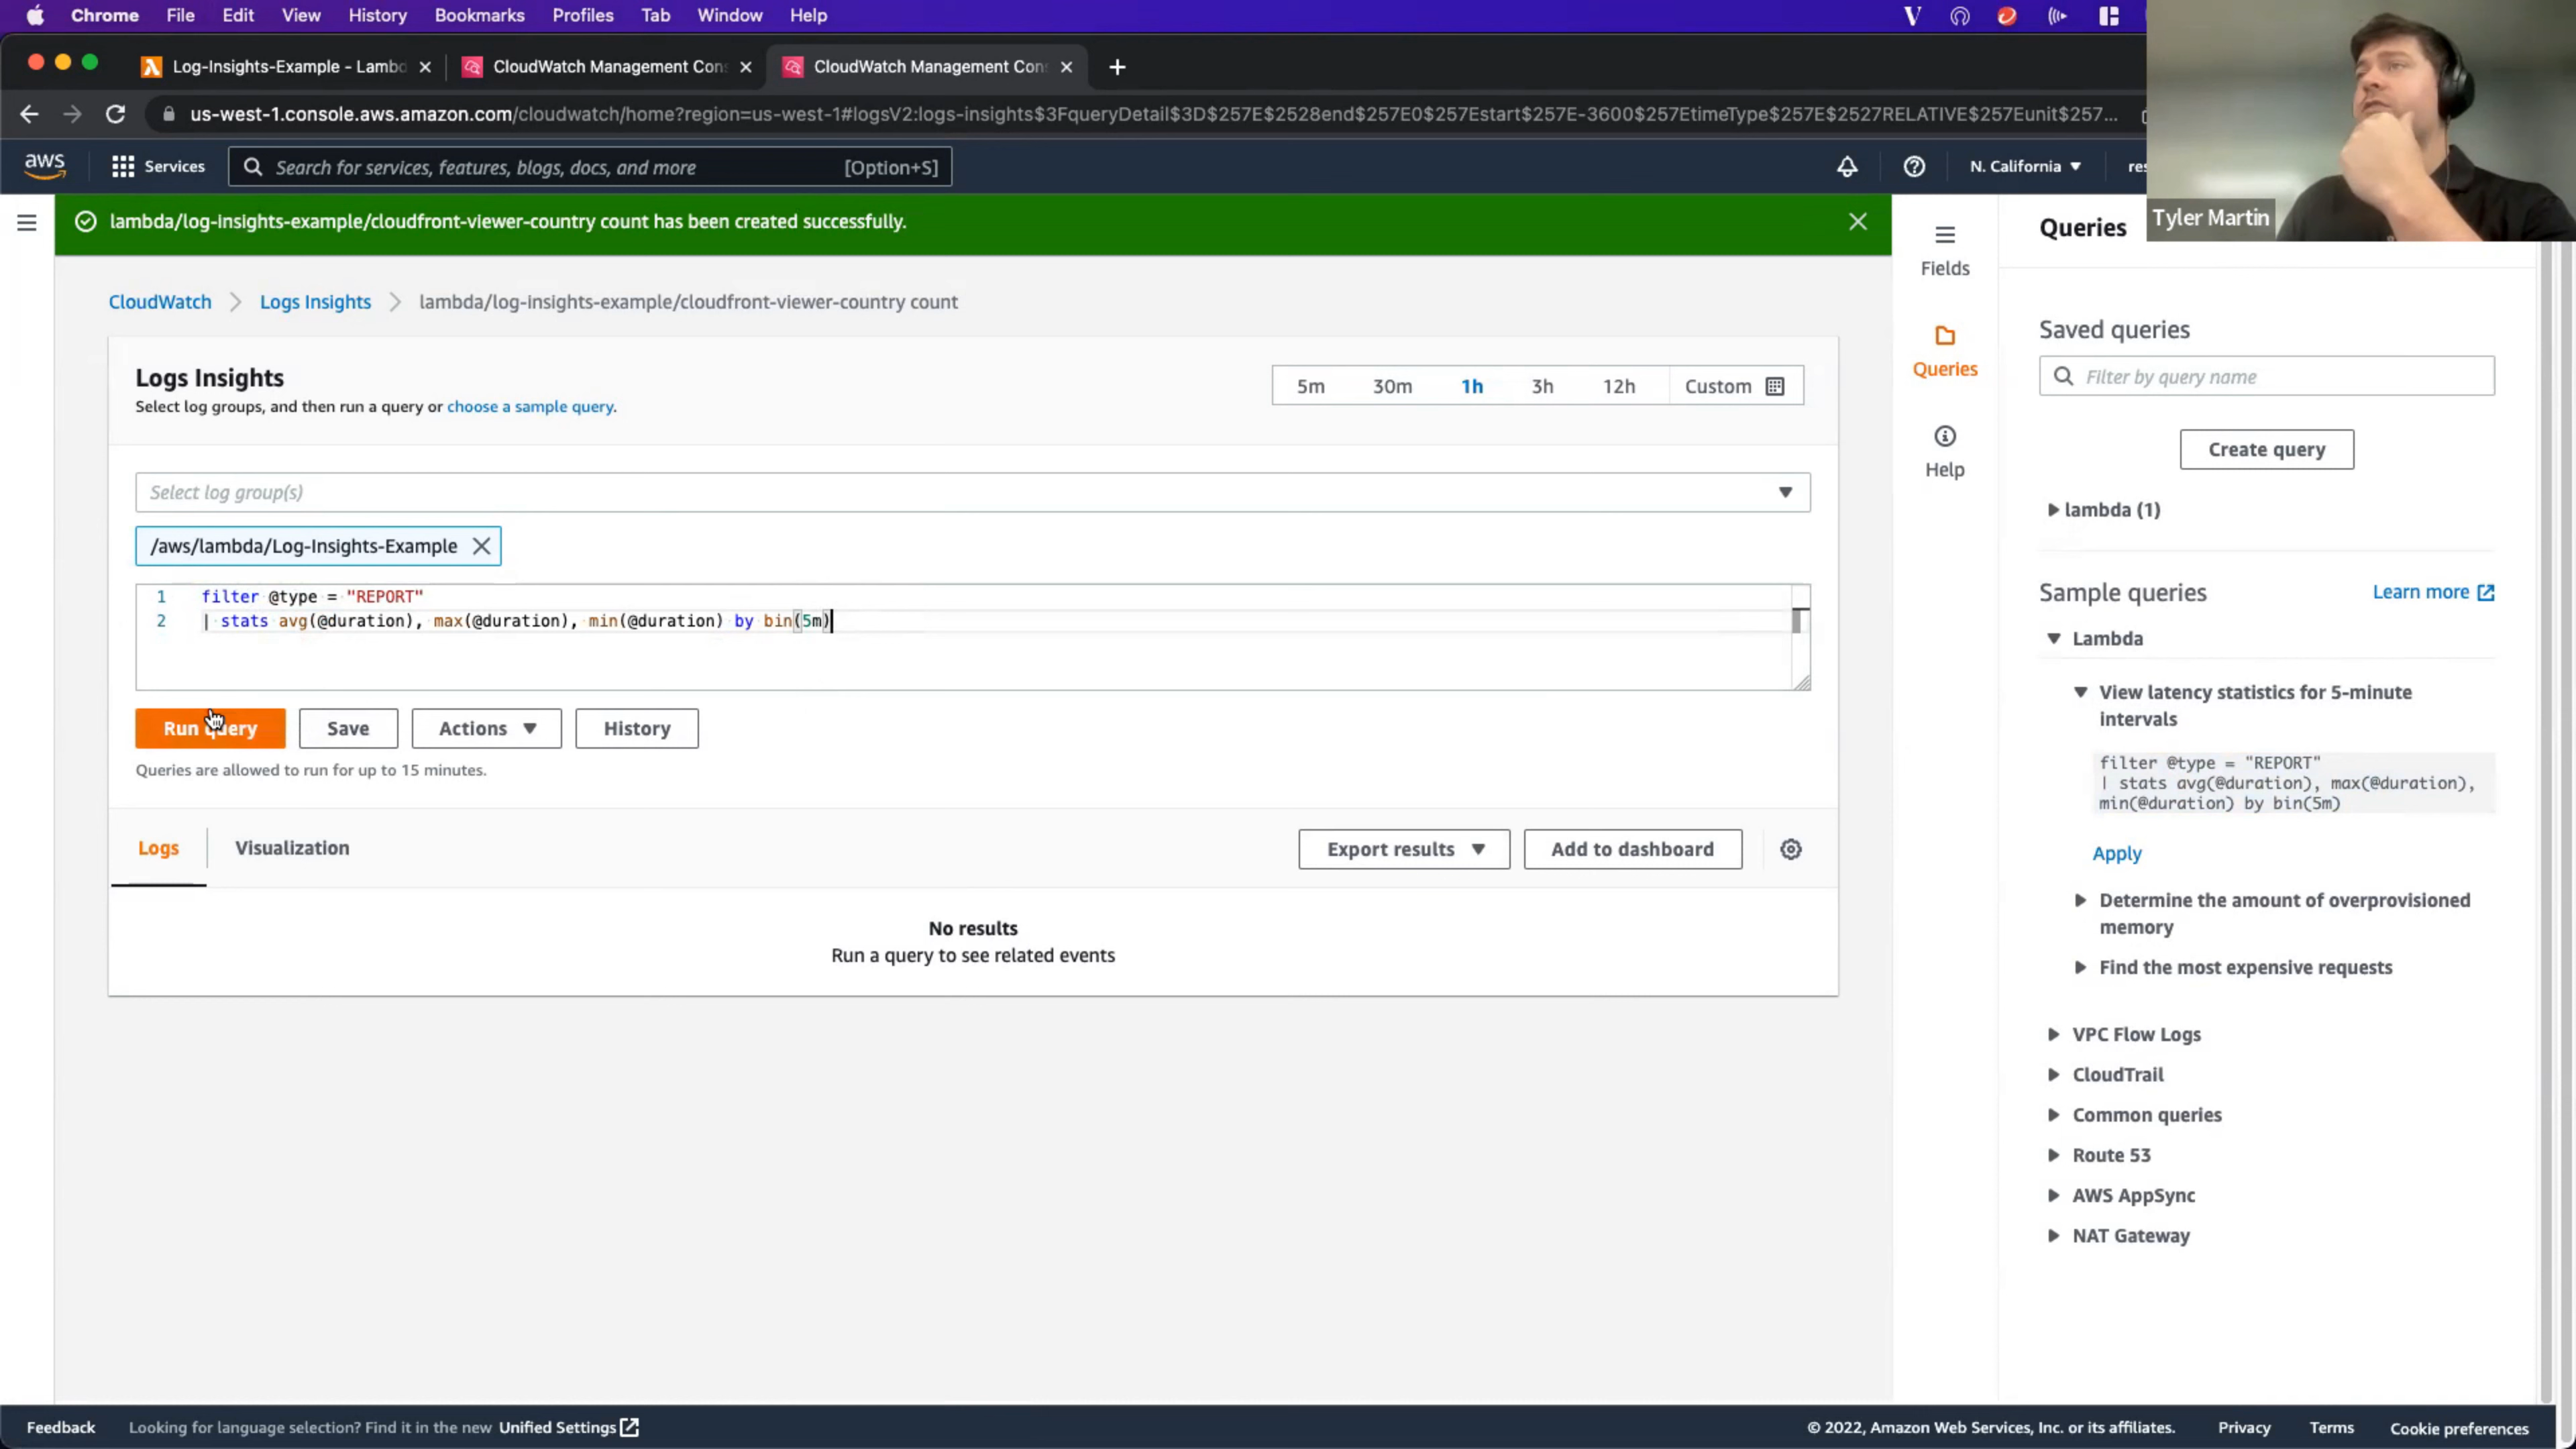 Chrome File Edit View History Bookmarks Profiles Tab Window Help
Log-Insights-Example - Lambd
CloudWatch Management Cons
CloudWatch Management Cons
us-west-1.console.aws.amazon.com/cloudwatch/home?region=us-west-1#logsV2:logs-insights$3FqueryDetail$3D$257E$2528end$257E0$257Estart$257E-3600$257EtimeType$257E$2527RELATIVE$257Eunit$257...
aws Services Search for services, features, blogs, docs, and more [Option+S] N. California ▼ res
Tyler Martin
lambda/log-insights-example/cloudfront-viewer-country count has been created successfully.
CloudWatch > Logs Insights > lambda/log-insights-example/cloudfront-viewer-country count
Logs Insights
Select log groups, and then run a query or choose a sample query.
5m 30m 1h 3h 12h Custom
Select log group(s)
/aws/lambda/Log-Insights-Example
1 filter @type = "REPORT"
2 | stats avg(@duration), max(@duration), min(@duration) by bin(5m)
Run query Save Actions ▼ History
Queries are allowed to run for up to 15 minutes.
Logs Visualization Export results ▼ Add to dashboard
No results
Run a query to see related events
Fields
Queries
Help
Queries
Saved queries
Filter by query name
Create query
lambda (1)
Sample queries Learn more
Lambda
View latency statistics for 5-minute
intervals
filter @type = "REPORT"
| stats avg(@duration), max(@duration),
min(@duration) by bin(5m)
Apply
Determine the amount of overprovisioned
memory
Find the most expensive requests
VPC Flow Logs
CloudTrail
Common queries
Route 53
AWS AppSync
NAT Gateway
Feedback Looking for language selection? Find it in the new Unified Settings © 2022, Amazon Web Services, Inc. or its affiliates. Privacy Terms Cookie preferences